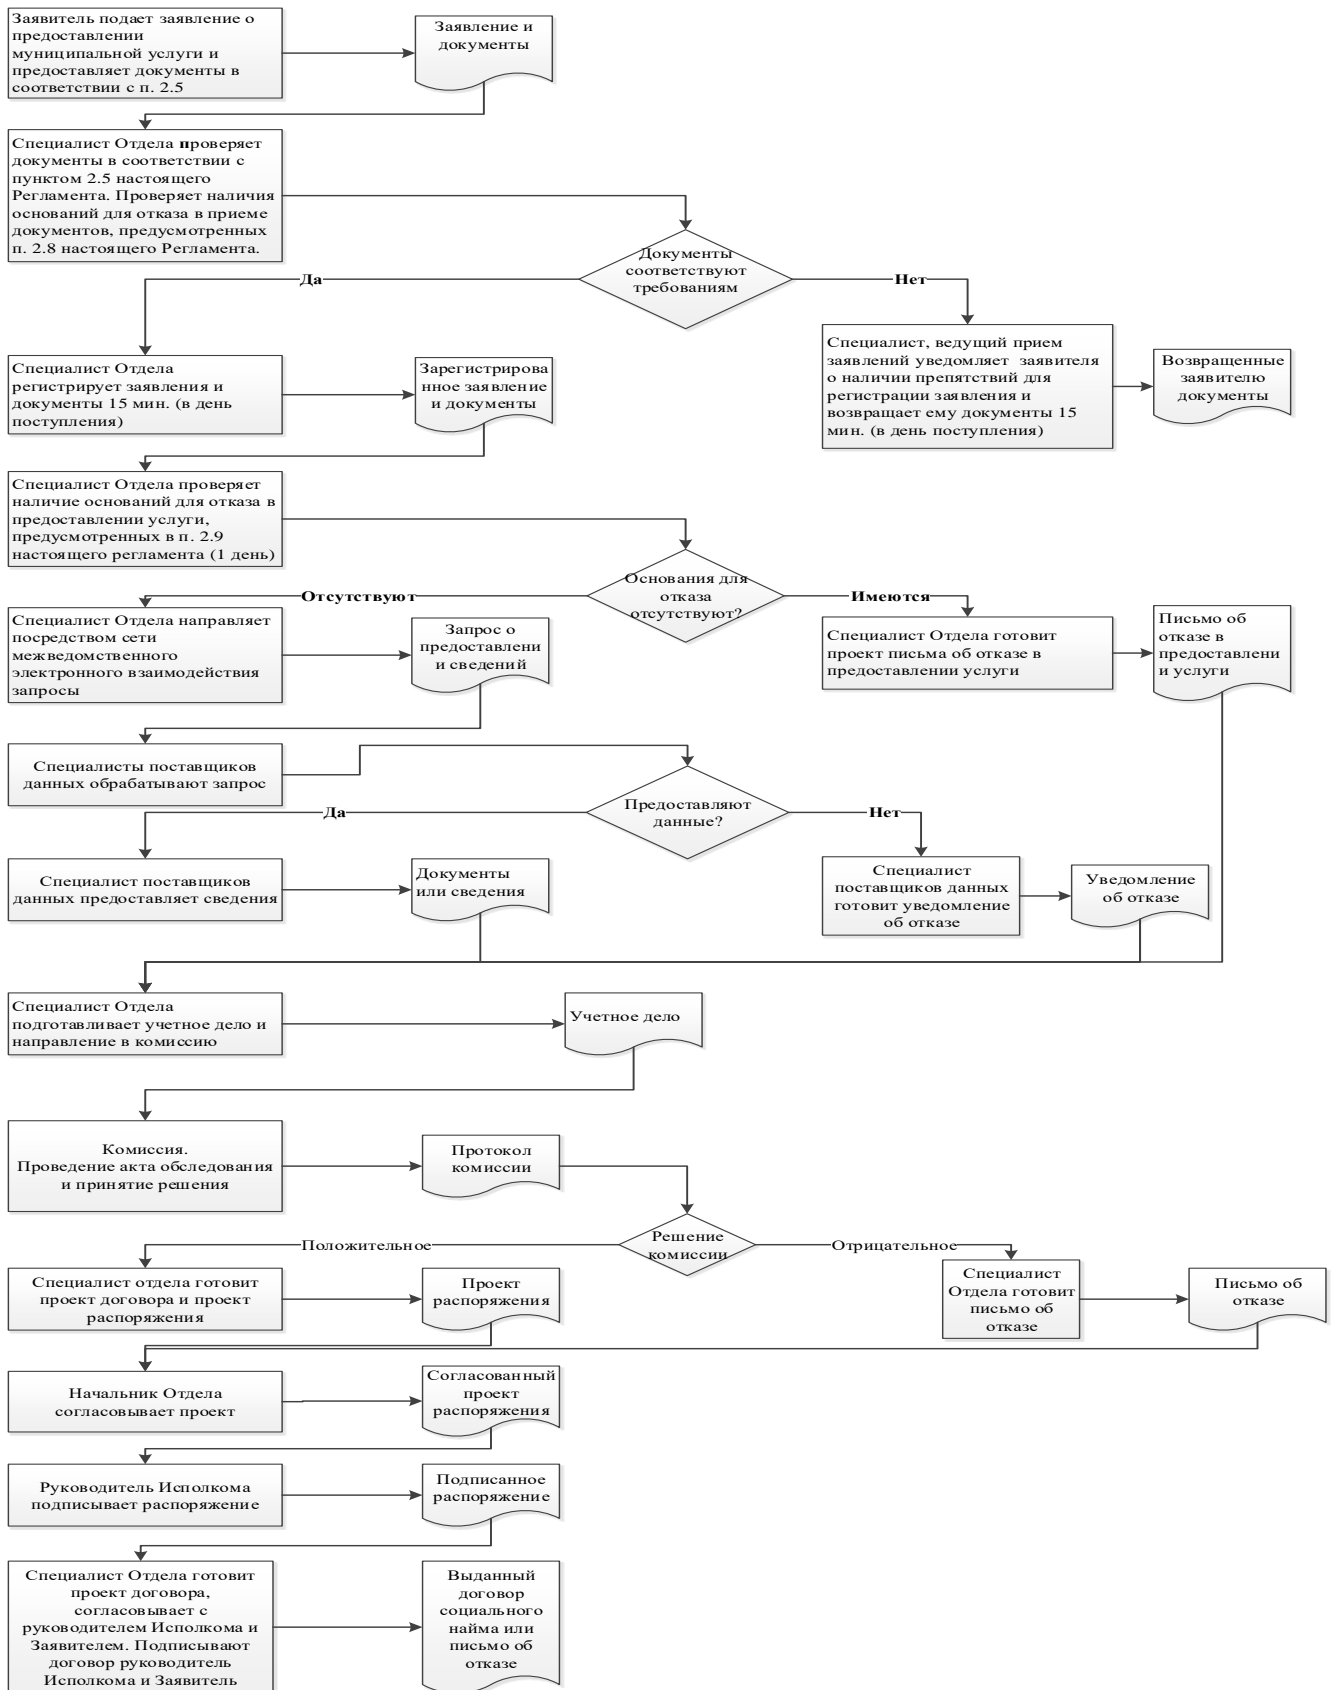 Заявитель подает заявление о
предоставлении
муниципальной услуги и
предоставляет документы в
соответствии с п. 2.5
Заявление и
документы
Специалист Отдела проверяет
документы в соответствии с
пунктом 2.5 настоящего
Регламента. Проверяет наличия
оснований для отказа в приеме
документов, предусмотренных
п. 2.8 настоящего Регламента.
Документы
соответствуют
требованиям
Да
Нет
Специалист Отдела
регистрирует заявления и
документы 15 мин. (в день
поступления)
Зарегистрирова
нное заявление
и документы
Специалист, ведущий прием
заявлений уведомляет заявителя
о наличии препятствий для
регистрации заявления и
возвращает ему документы 15
мин. (в день поступления)
Возвращенные
заявителю
документы
Специалист Отдела проверяет
наличие оснований для отказа в
предоставлении услуги,
предусмотренных в п. 2.9
настоящего регламента (1 день)
Основания для
отказа
отсутствуют?
Отсутствуют
Имеются
Специалист Отдела направляет
посредством сети
межведомственного
электронного взаимодействия
запросы
Запрос о
предоставлени
и сведений
Специалист Отдела готовит
проект письма об отказе в
предоставлении услуги
Письмо об
отказе в
предоставлени
и услуги
Специалисты поставщиков
данных обрабатывают запрос
Предоставляют
данные?
Да
Нет
Специалист поставщиков
данных предоставляет сведения
Документы
или сведения
Специалист
поставщиков данных
готовит уведомление
об отказе
Уведомление
об отказе
Специалист Отдела
подготавливает учетное дело и
направление в комиссию
Учетное дело
Комиссия.
Проведение акта обследования
и принятие решения
Протокол
комиссии
Решение
комиссии
Положительное
Отрицательное
Специалист отдела готовит
проект договора и проект
распоряжения
Проект
распоряжения
Специалист
Отдела готовит
письмо об
отказе
Письмо об
отказе
Начальник Отдела
согласовывает проект
Согласованный
проект
распоряжения
Руководитель Исполкома
подписывает распоряжение
Подписанное
распоряжение
Специалист Отдела готовит
проект договора,
согласовывает с
руководителем Исполкома и
Заявителем. Подписывают
договор руководитель
Исполкома и Заявитель
Выданный
договор
социального
найма или
письмо об
отказе